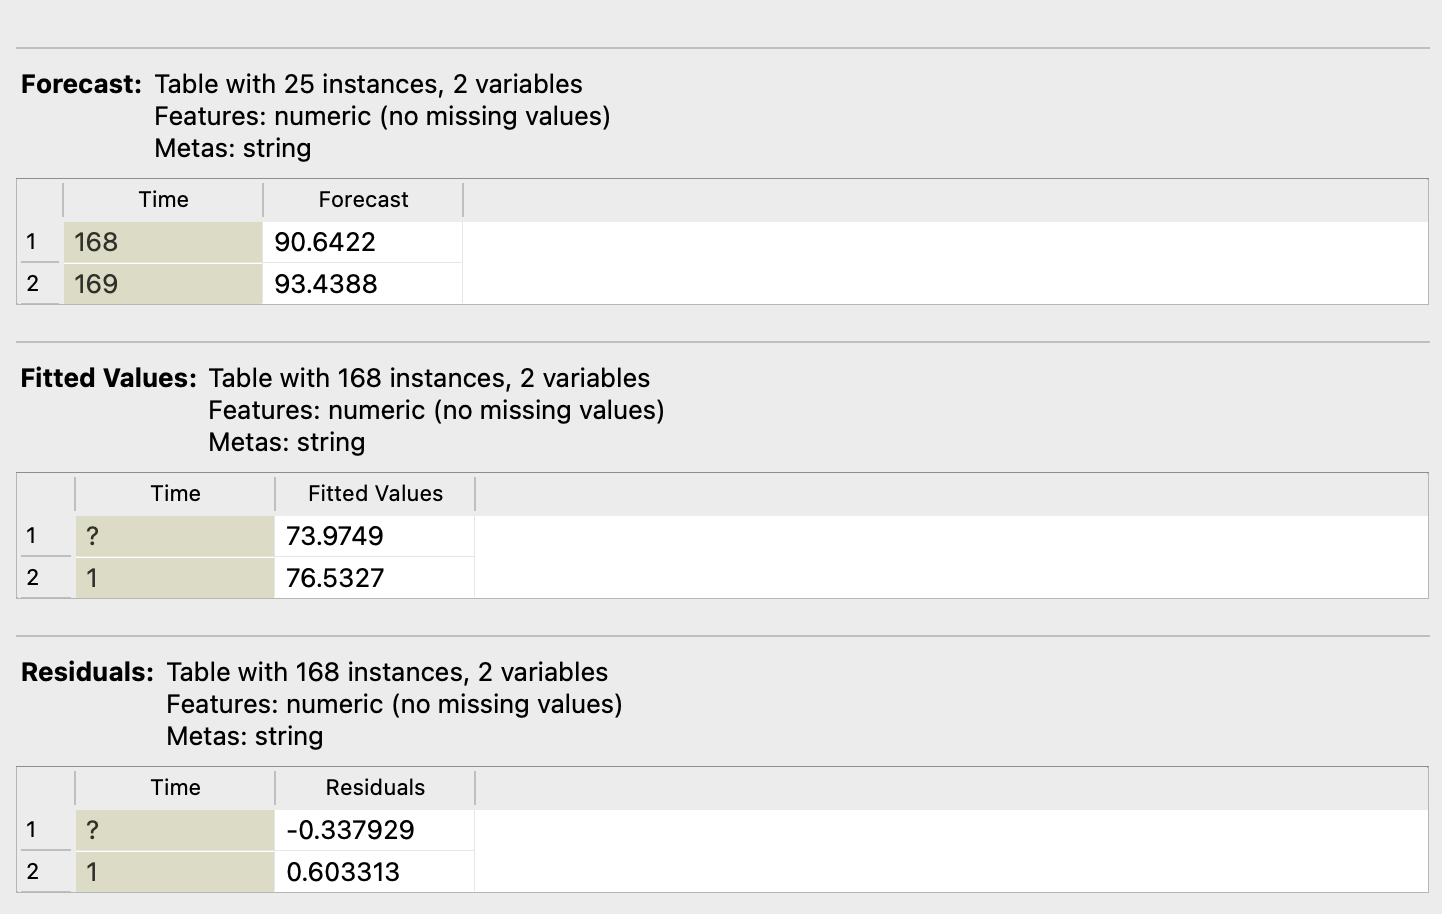 Forecast: Table with 25 instances, 2 variables
Features: numeric (no missing values)
Metas: string
Time Forecast
1 168 90.6422
2 169 93.4388
Fitted Values: Table with 168 instances, 2 variables
Features: numeric (no missing values)
Metas: string
Time Fitted Values
1 ? 73.9749
2 1 76.5327
Residuals: Table with 168 instances, 2 variables
Features: numeric (no missing values)
Metas: string
Time Residuals
1 ? -0.337929
2 1 0.603313